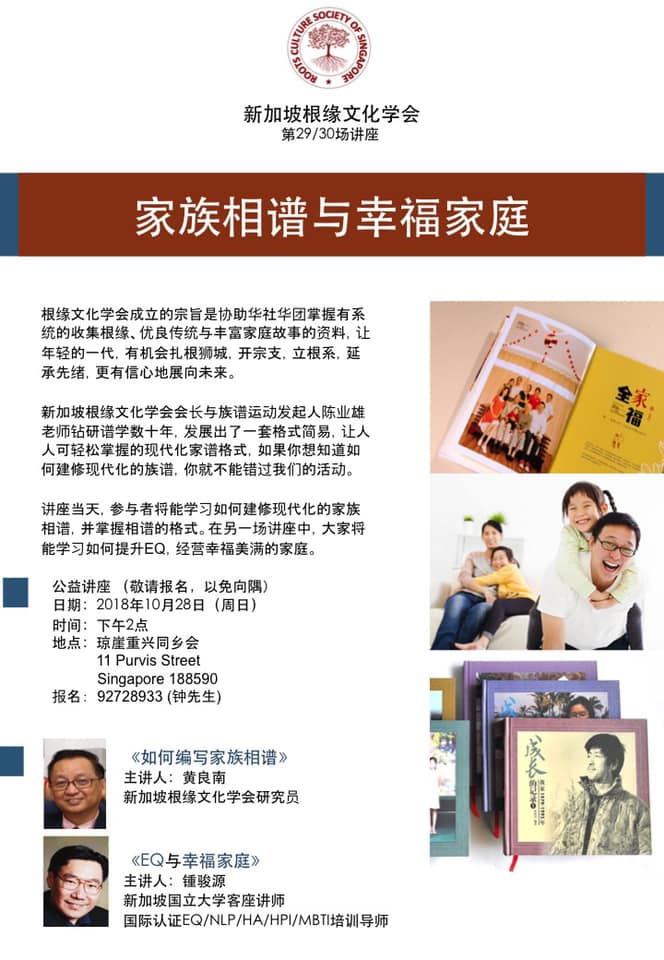 ROOTS CULTURE SOCIETY OF SINGAPORE
新加坡根缘文化学会
第29/30场讲座
家族相谱与幸福家庭
根缘文化学会成立的宗旨是协助华社华团掌握有系
统的收集根缘、优良传统与丰富家庭故事的资料, 让
年轻的一代, 有机会扎根狮城, 开宗支, 立根系, 延
承先绪, 更有信心地展向未来。
新加坡根缘文化学会会长与族谱运动发起人陈业雄
老师钻研谱学数十年, 发展出了一套格式简易, 让人
人可轻松掌握的现代化家谱格式, 如果你想知道如
何建修现代化的族谱, 你就不能错过我们的活动。
讲座当天, 参与者将能学习如何建修现代化的家族
相谱, 并掌握相谱的格式。在另一场讲座中, 大家将
能学习如何提升EQ, 经营幸福美满的家庭。
公益讲座 (敬请报名, 以免向隅)
日期: 2018年10月28日 (周日)
时间: 下午2点
地点: 琼崖重兴同乡会
11 Purvis Street
Singapore 188590
报名: 92728933 (钟先生)
《如何编写家族相谱》
主讲人: 黄良南
新加坡根缘文化学会研究员
《EQ与幸福家庭》
主讲人: 锺骏源
新加坡国立大学客座讲师
国际认证EQ/NLP/HA/HPI/MBTI培训导师
全家福
成长
的记录